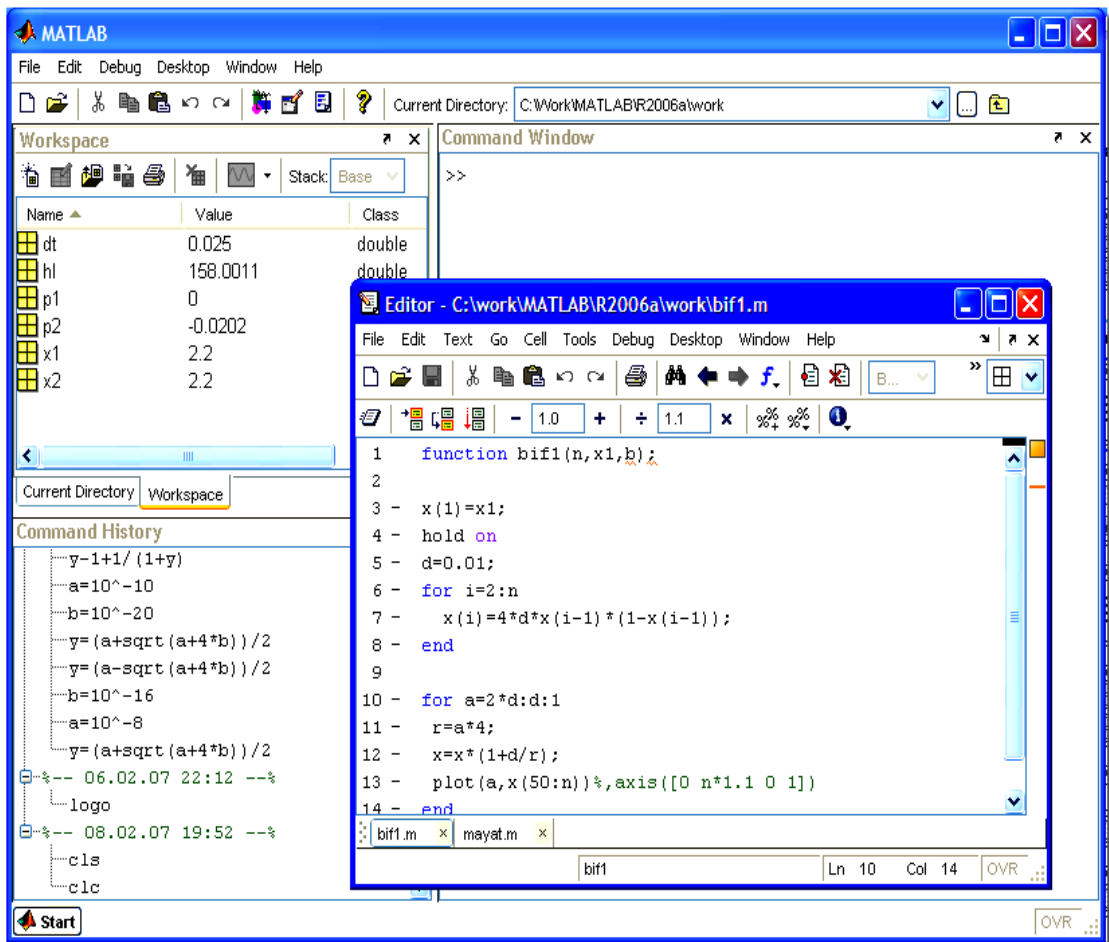 MATLAB
File Edit Debug Desktop Window Help
Current Directory: C:\Work\MATLAB\R2006a\work
Workspace
Stack: Base
Name Value Class
dt 0.025 double
hl 158.0011 double
p1 0
p2 -0.0202
x1 2.2
x2 2.2
Current Directory Workspace
Command History
y-1+1/(1+y)
a=10^-10
b=10^-20
y=(a+sqrt(a+4*b))/2
y=(a-sqrt(a+4*b))/2
b=10^-16
a=10^-8
y=(a+sqrt(a+4*b))/2
%-- 06.02.07 22:12 --%
logo
%-- 08.02.07 19:52 --%
cls
clc
Start
Command Window
>>
Editor - C:\work\MATLAB\R2006a\work\bif1.m
File Edit Text Go Cell Tools Debug Desktop Window Help
B...
- 1.0 + ÷ 1.1 x
1 function bif1(n,x1,b);
2
3 - x(1)=x1;
4 - hold on
5 - d=0.01;
6 - for i=2:n
7 - x(i)=4*d*x(i-1)*(1-x(i-1));
8 - end
9
10 - for a=2*d:d:1
11 - r=a*4;
12 - x=x*(1+d/r);
13 - plot(a,x(50:n))%,axis([0 n*1.1 0 1])
14 - end
bif1.m × mayat.m ×
bif1 Ln 10 Col 14 OVR
OVR